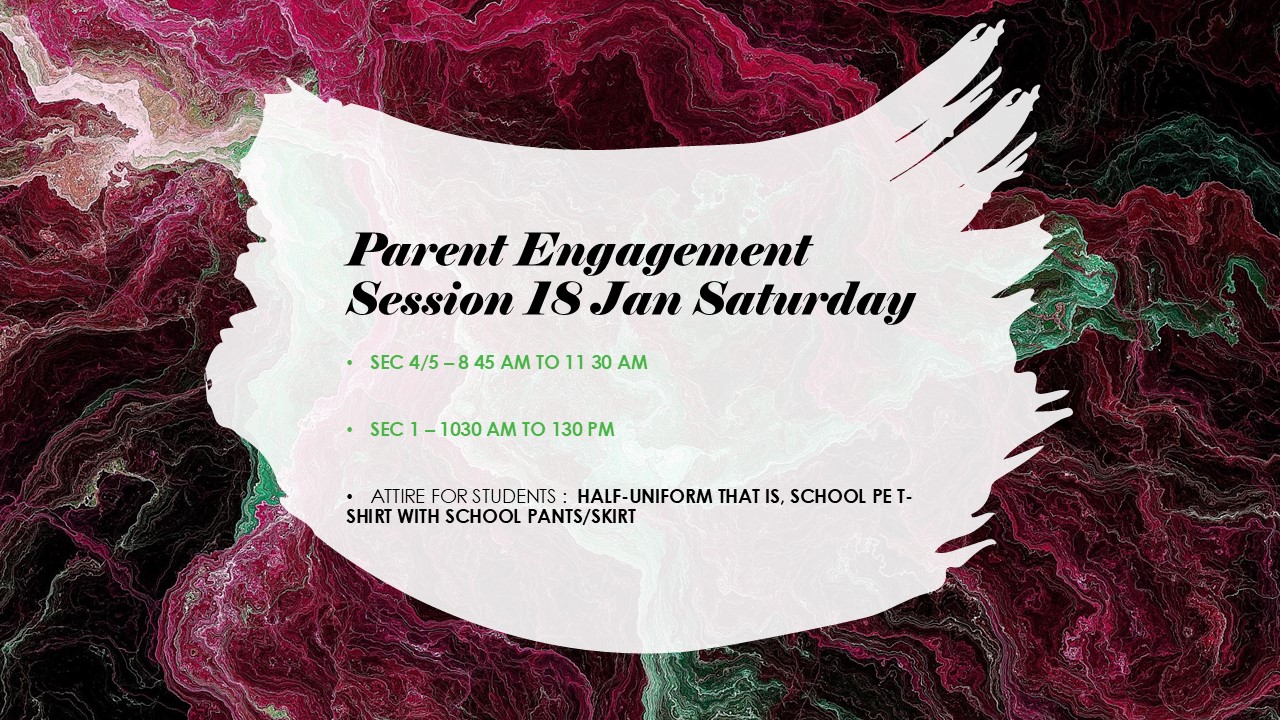 Parent Engagement
Session 18 Jan Saturday
• SEC 4/5 – 8 45 AM TO 11 30 AM
• SEC 1 – 1030 AM TO 130 PM
• ATTIRE FOR STUDENTS : HALF-UNIFORM THAT IS, SCHOOL PE T-
SHIRT WITH SCHOOL PANTS/SKIRT